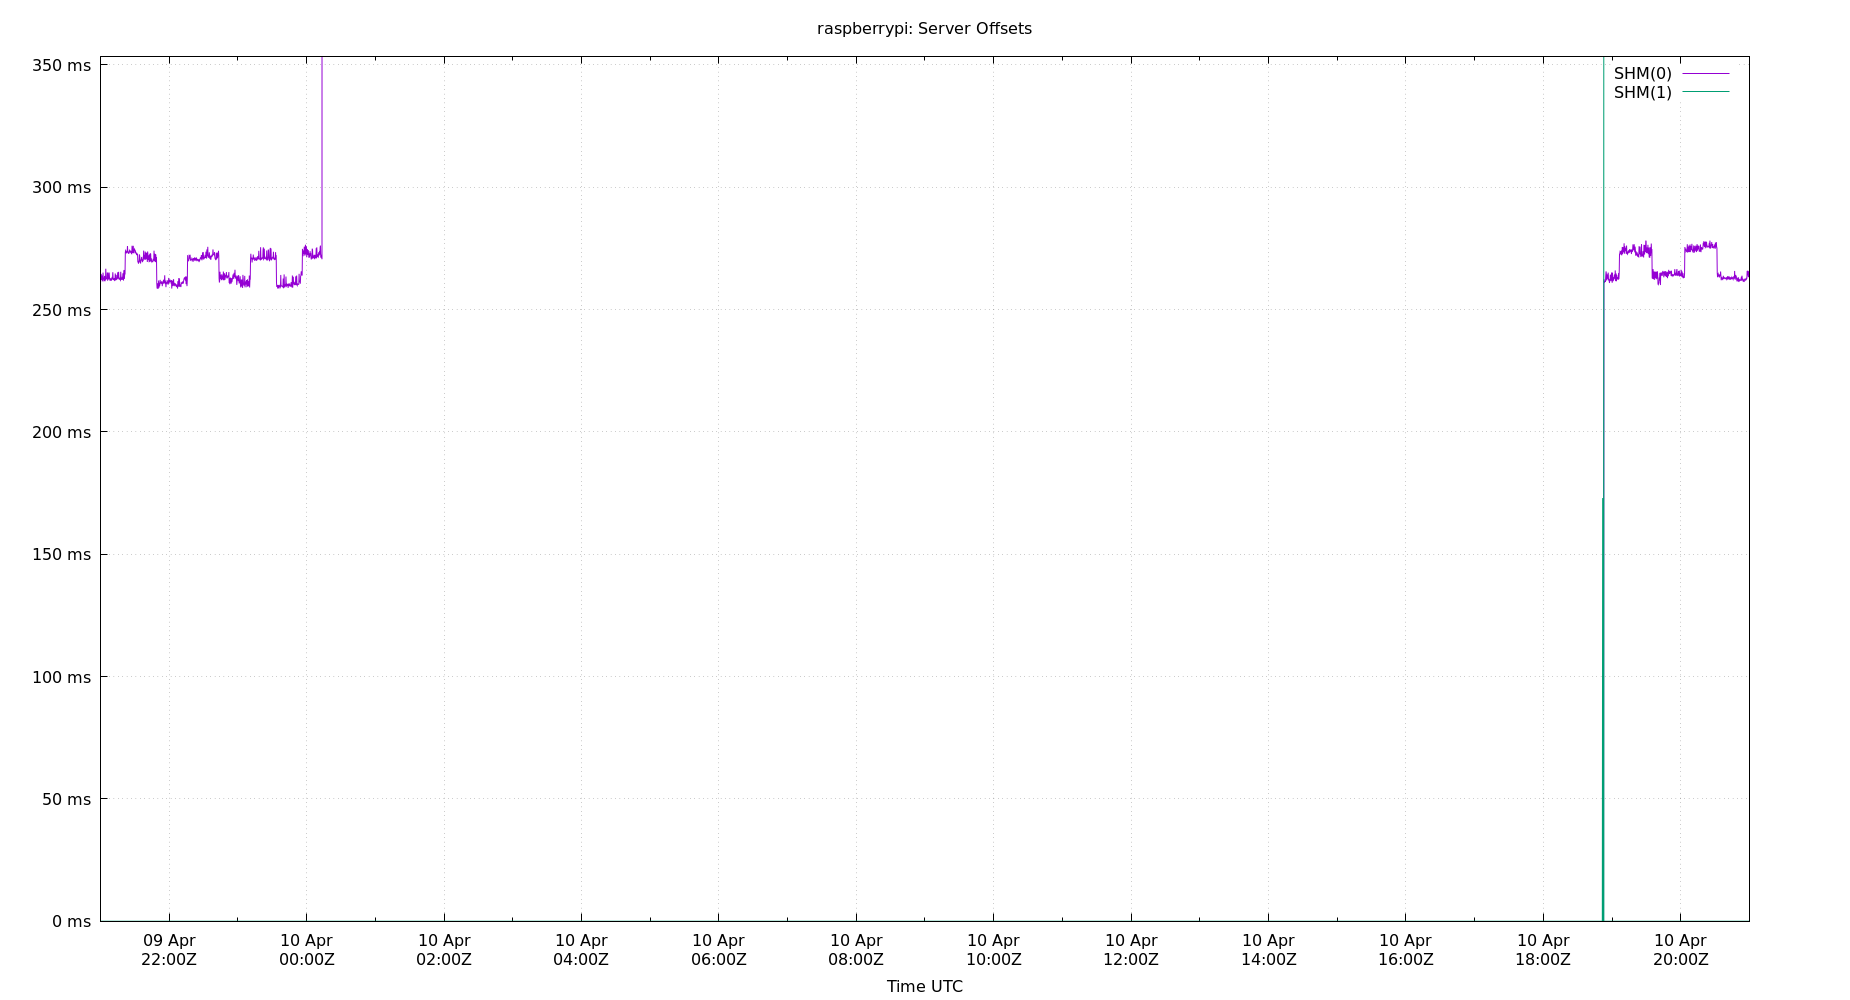 raspberrypi: Server Offsets
350 ms
300 ms
250 ms
200 ms
150 ms
100 ms
50 ms
0 ms
SHM(0)
SHM(1)
09 Apr 10 Apr 10 Apr 10 Apr 10 Apr 10 Apr 10 Apr 10 Apr 10 Apr 10 Apr 10 Apr 10 Apr
22:00Z 00:00Z 02:00Z 04:00Z 06:00Z 08:00Z 10:00Z 12:00Z 14:00Z 16:00Z 18:00Z 20:00Z
Time UTC